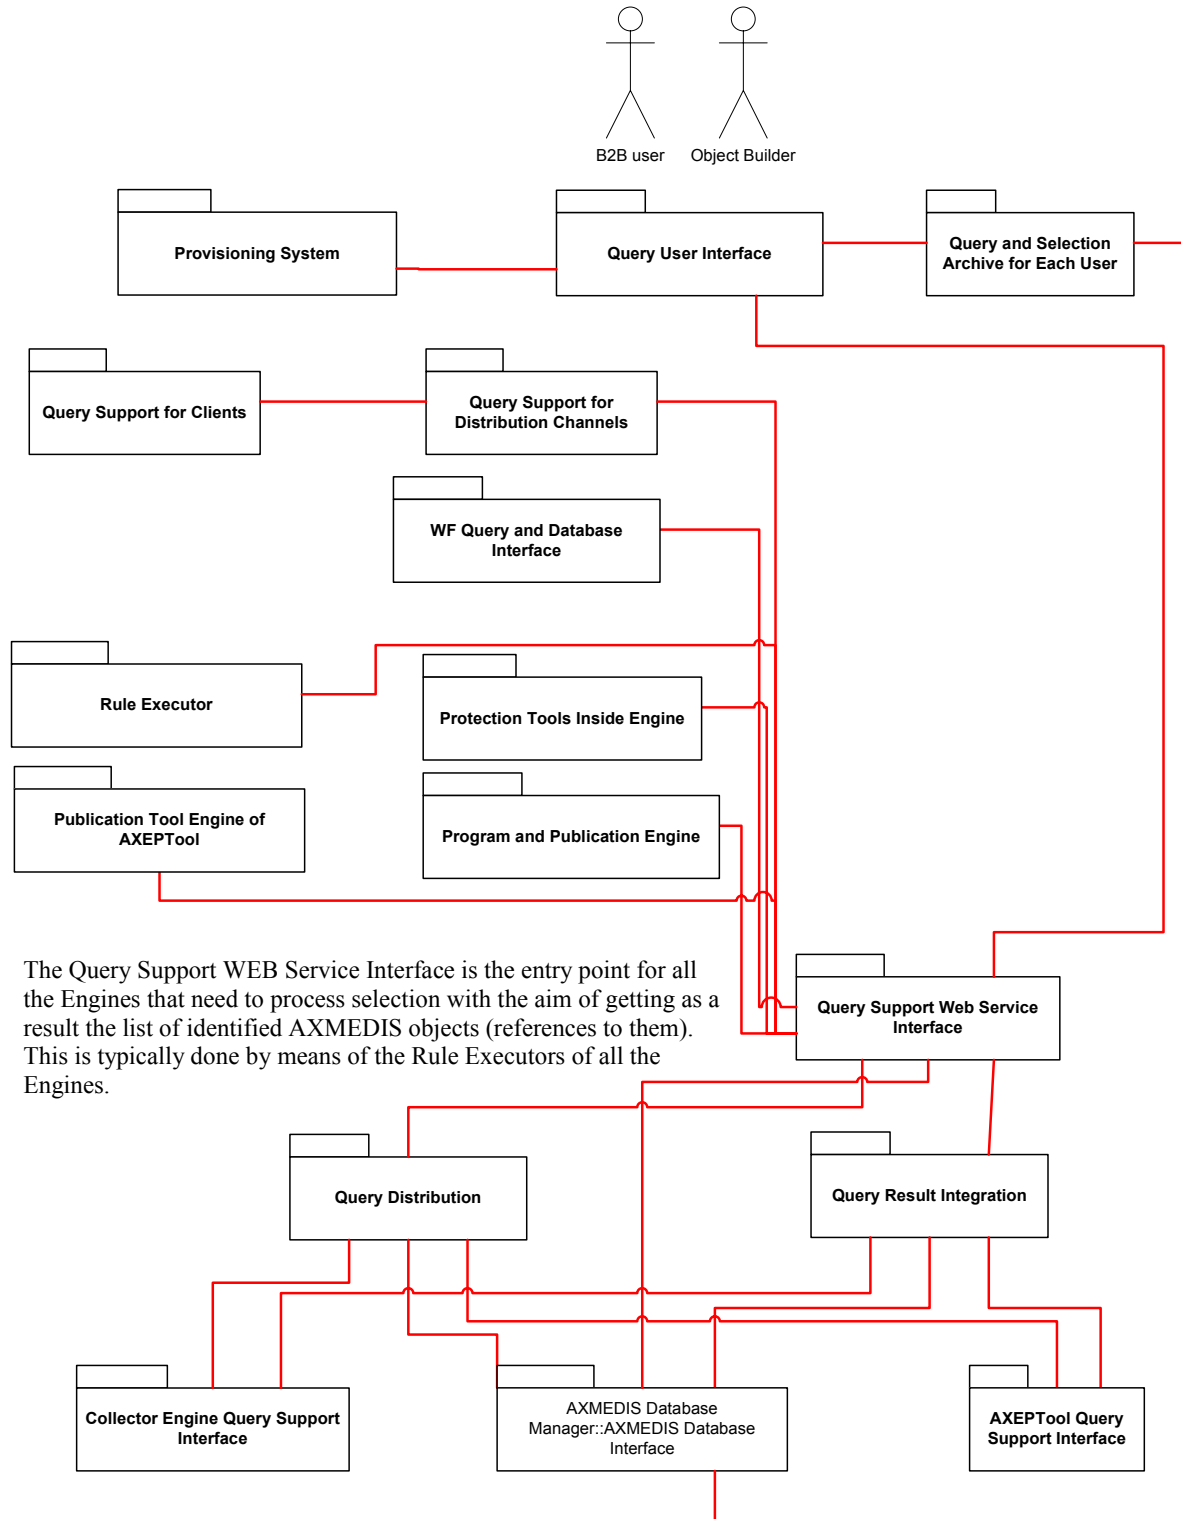 B2B user
Object Builder
Provisioning System
Query User Interface
Query and Selection
Archive for Each User
Query Support for Clients
Query Support for
Distribution Channels
WF Query and Database
Interface
Rule Executor
Protection Tools Inside Engine
Publication Tool Engine of
AXEPTool
Program and Publication Engine
The Query Support WEB Service Interface is the entry point for all
the Engines that need to process selection with the aim of getting as a
result the list of identified AXMEDIS objects (references to them).
This is typically done by means of the Rule Executors of all the
Engines.
Query Support Web Service
Interface
Query Distribution
Query Result Integration
Collector Engine Query Support
Interface
AXMEDIS Database
Manager::AXMEDIS Database
Interface
AXEPTool Query
Support Interface